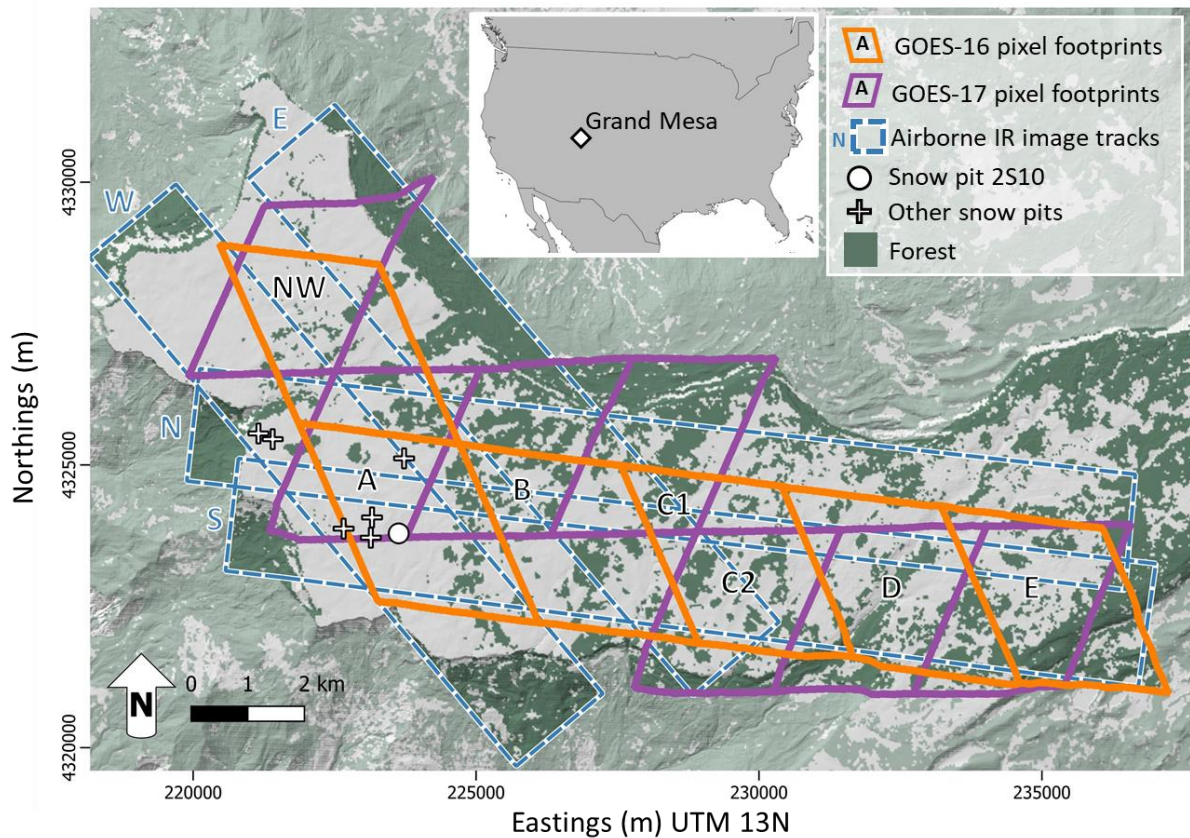 A GOES-16 pixel footprints
A GOES-17 pixel footprints
N Airborne IR image tracks
Snow pit 2S10
Other snow pits
Forest
Grand Mesa
E
W
NW
N
S
A
B
C1
C2
D
E
N
0 1 2 km
4330000
4325000
4320000
Northings (m)
220000 225000 230000 235000
Eastings (m) UTM 13N